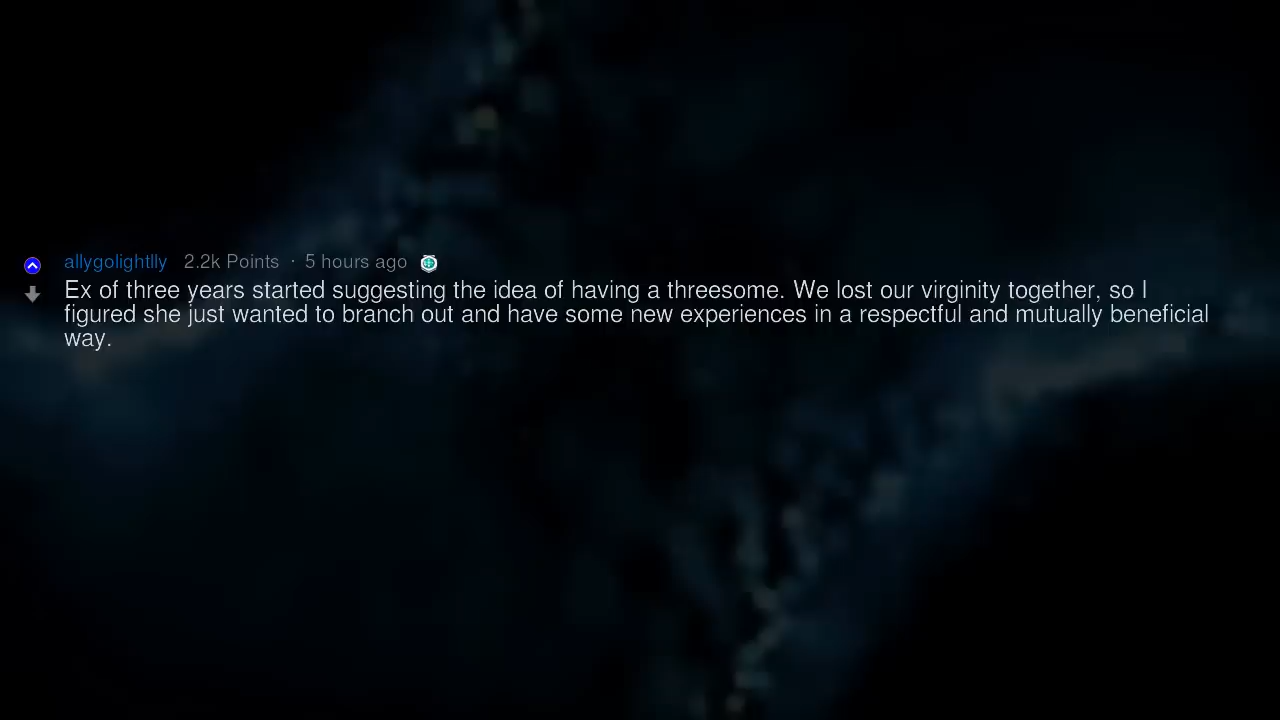 allygolightlly 2.2k Points · 5 hours ago
Ex of three years started suggesting the idea of having a threesome. We lost our virginity together, so I
figured she just wanted to branch out and have some new experiences in a respectful and mutually beneficial
way.